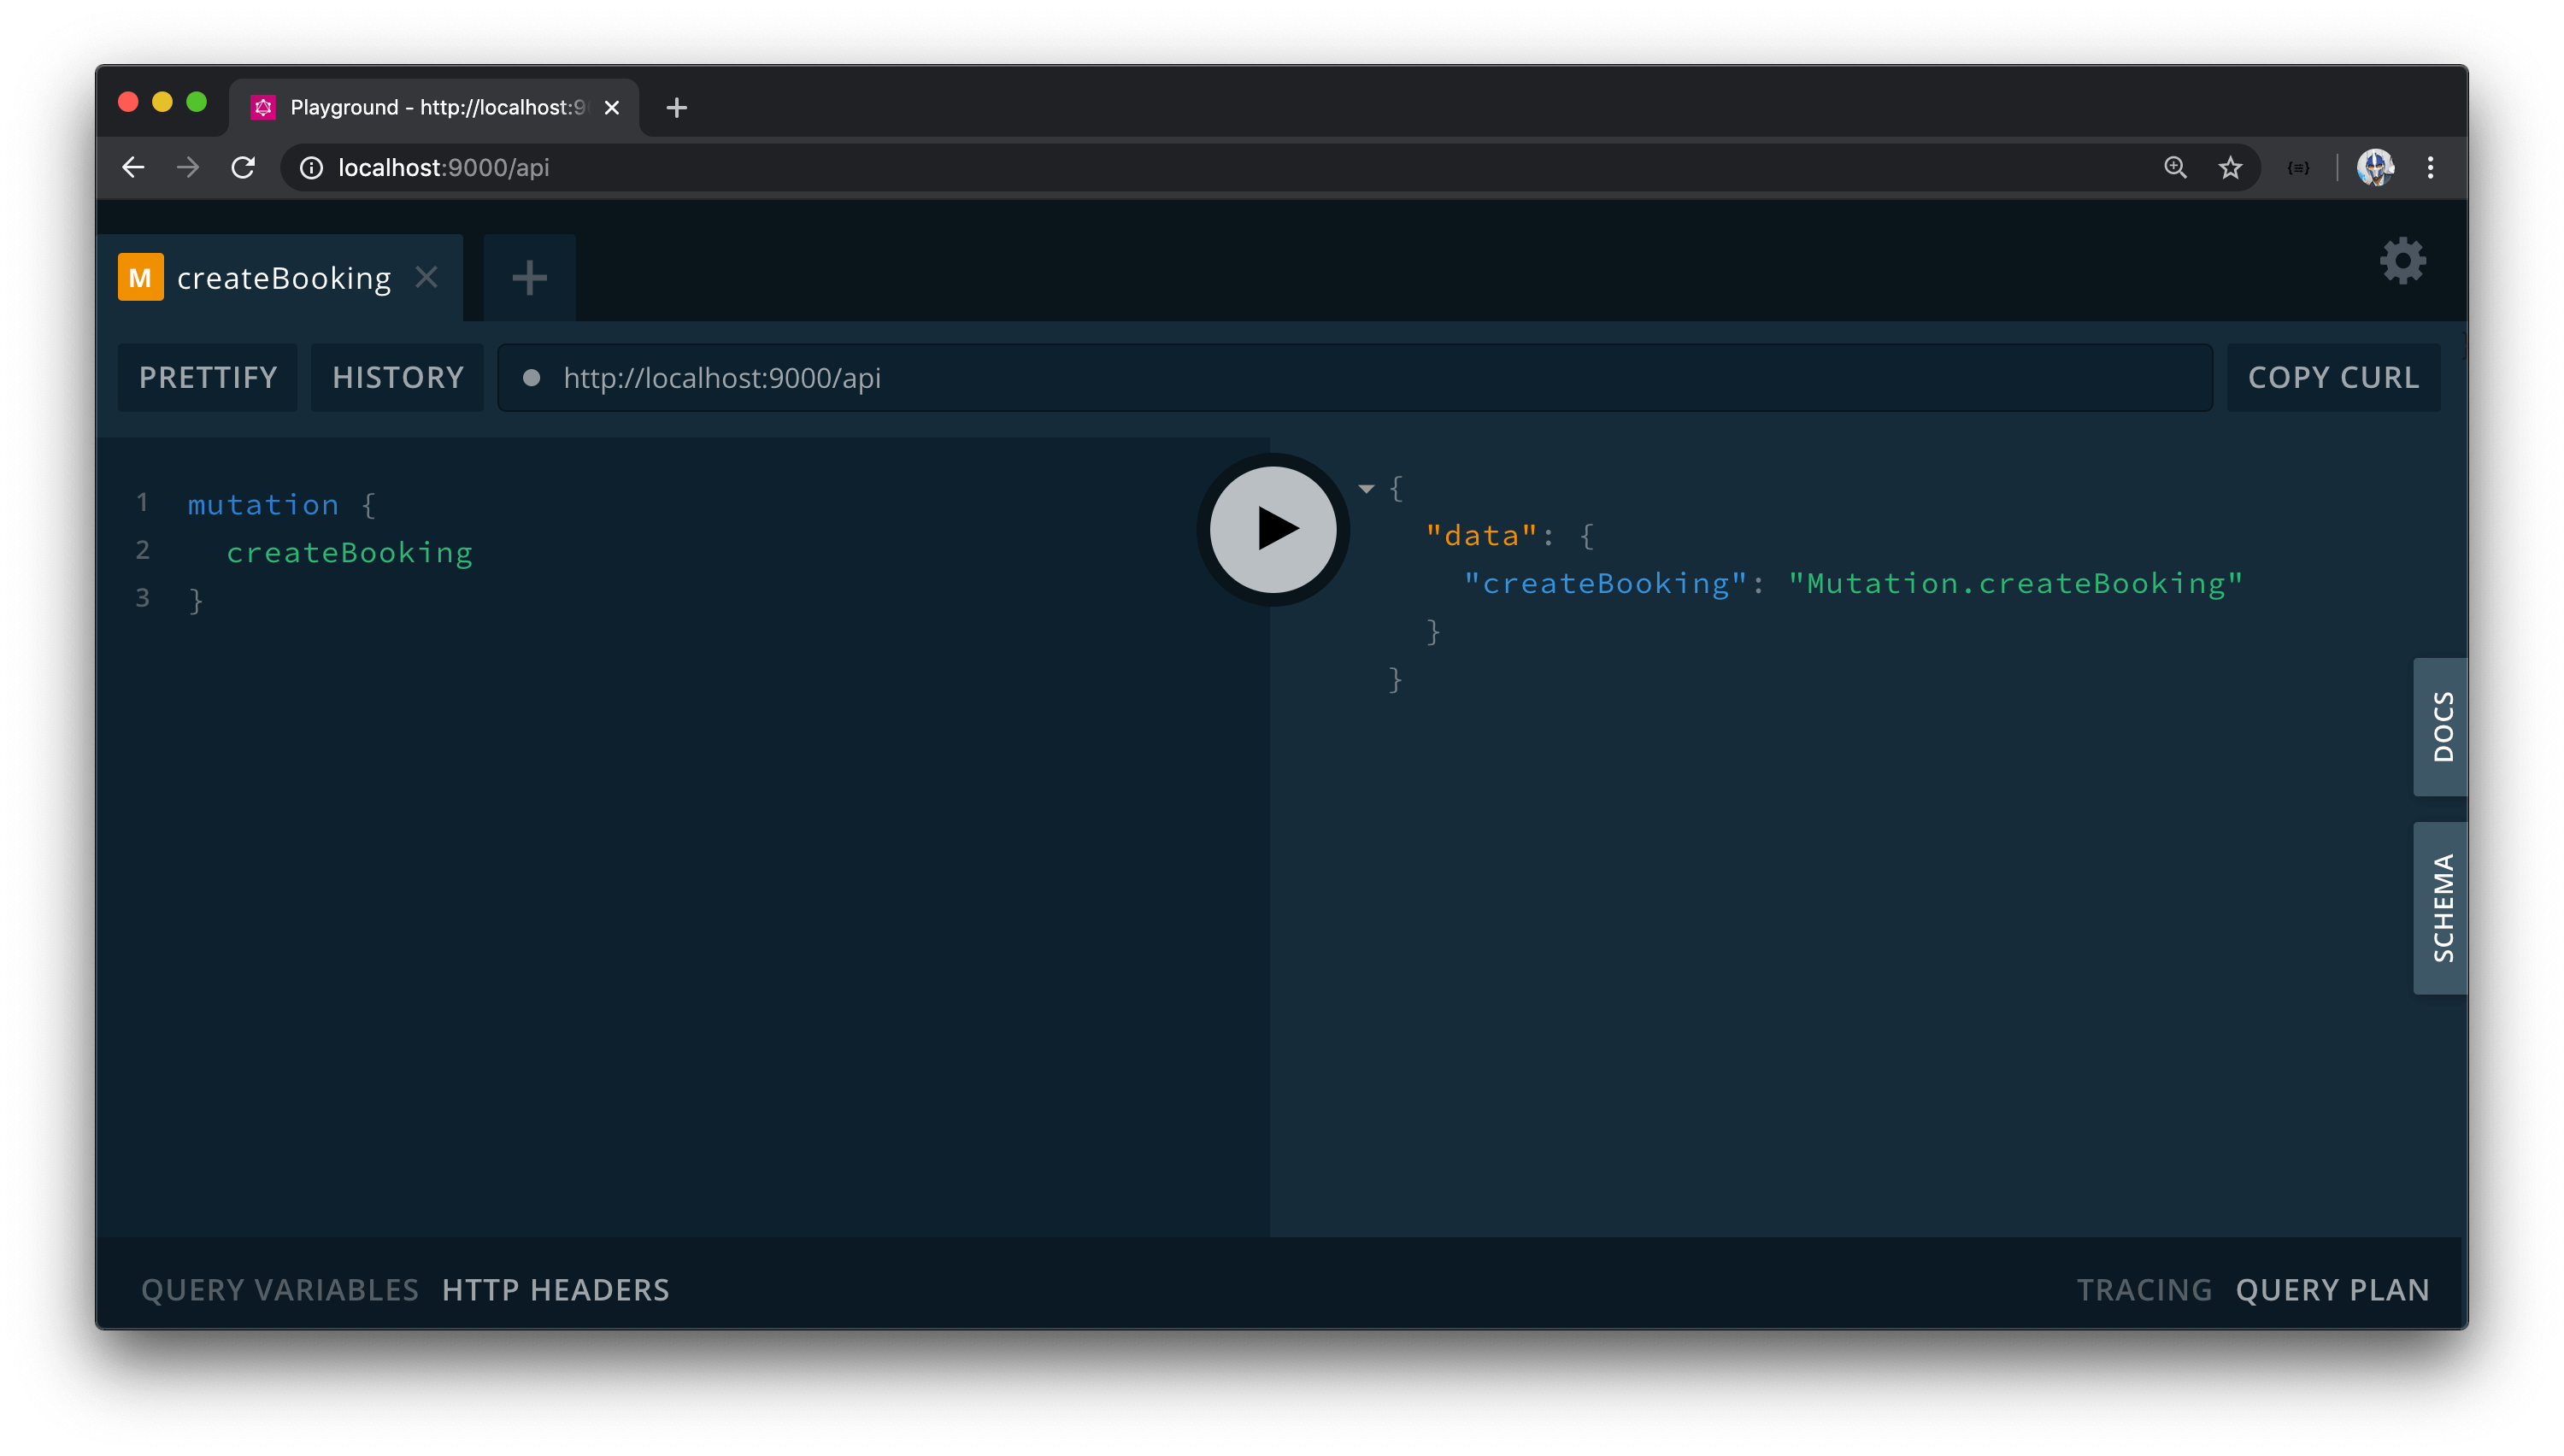 Playground - http://localhost:9
localhost:9000/api
M createBooking
PRETTIFY HISTORY http://localhost:9000/api COPY CURL
1 mutation {
2 createBooking
3 }
{
"data": {
"createBooking": "Mutation.createBooking"
}
}
DOCS
SCHEMA
QUERY VARIABLES HTTP HEADERS
TRACING QUERY PLAN